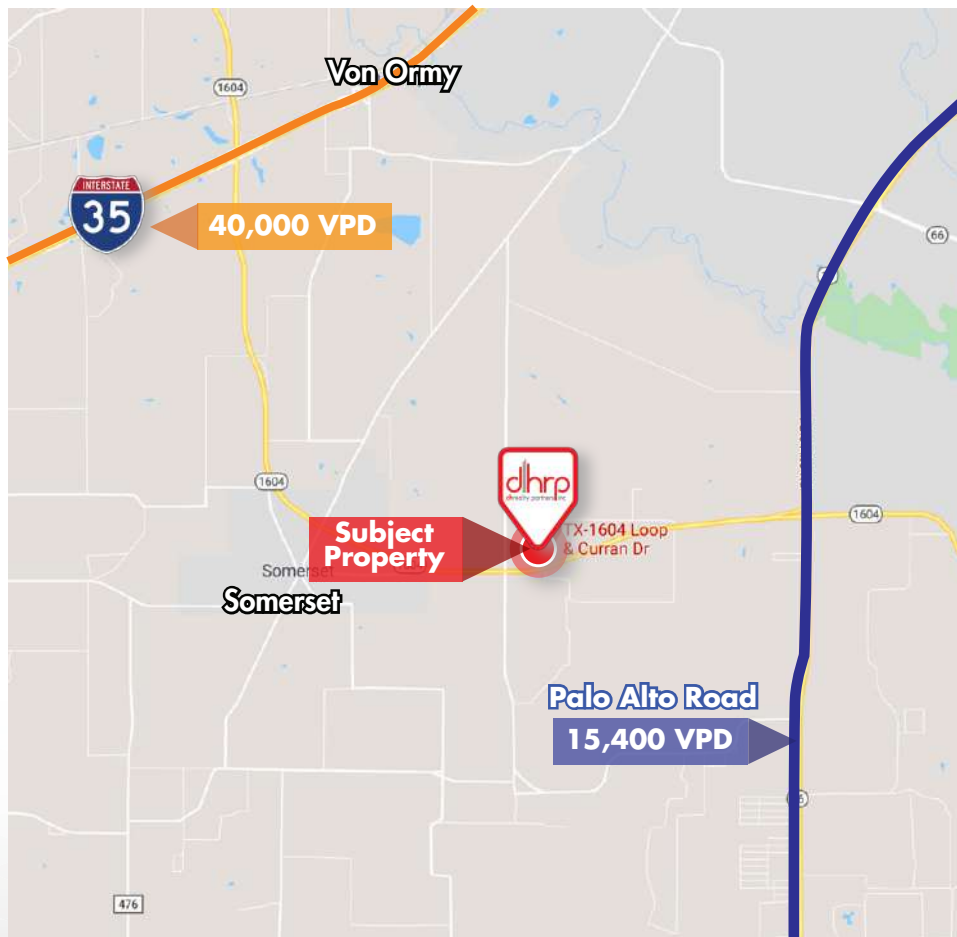 Von Ormy
1604
INTERSTATE
35
40,000 VPD
66
1604
dhrp
TX-1604 Loop
& Curran Dr
1604
Subject
Property
Somerset
Somerset
Palo Alto Road
15,400 VPD
476